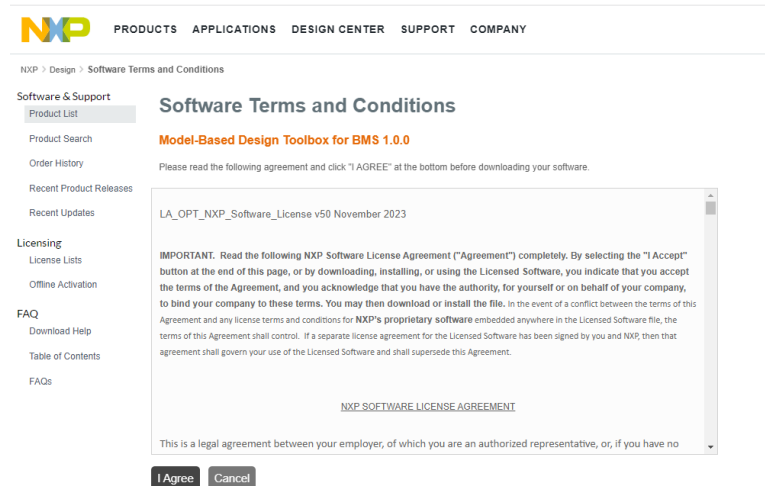 NXP PRODUCTS APPLICATIONS DESIGN CENTER SUPPORT COMPANY
NXP > Design > Software Terms and Conditions
Software & Support
Product List
Product Search
Order History
Recent Product Releases
Recent Updates
Licensing
License Lists
Offline Activation
FAQ
Download Help
Table of Contents
FAQs
Software Terms and Conditions
Model-Based Design Toolbox for BMS 1.0.0
Please read the following agreement and click "I AGREE" at the bottom before downloading your software.
LA_OPT_NXP_Software_License v50 November 2023
IMPORTANT. Read the following NXP Software License Agreement ("Agreement") completely. By selecting the "I Accept"
button at the end of this page, or by downloading, installing, or using the Licensed Software, you indicate that you accept
the terms of the Agreement, and you acknowledge that you have the authority, for yourself or on behalf of your company,
to bind your company to these terms. You may then download or install the file. In the event of a conflict between the terms of this
Agreement and any license terms and conditions for NXP's proprietary software embedded anywhere in the Licensed Software file, the
terms of this Agreement shall control. If a separate license agreement for the Licensed Software has been signed by you and NXP, then that
agreement shall govern your use of the Licensed Software and shall supersede this Agreement.
NXP SOFTWARE LICENSE AGREEMENT
This is a legal agreement between your employer, of which you are an authorized representative, or, if you have no
I Agree Cancel